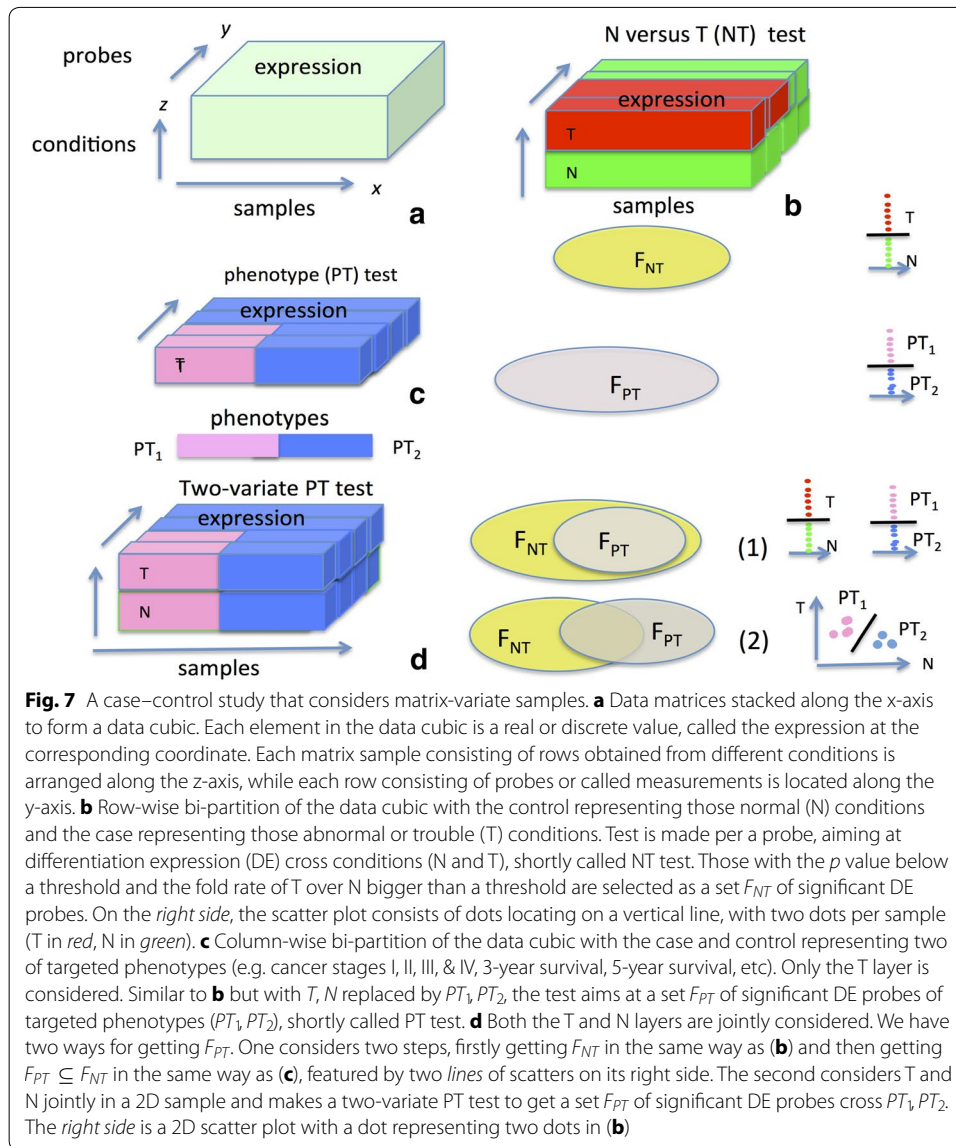 y
probes
expression
z
conditions
x
samples
a
N versus T (NT) test
expression
T
N
samples
b
F_NT
T
N
phenotype (PT) test
expression
T
c
phenotypes
PT₁
PT₂
F_PT
PT₁
PT₂
Two-variate PT test
expression
T
N
samples
d
F_NT
F_PT
(1)
T
N
PT₁
PT₂
F_NT
F_PT
(2)
T
PT₁
PT₂
N
Fig. 7 A case–control study that considers matrix-variate samples. a Data matrices stacked along the x-axis
to form a data cubic. Each element in the data cubic is a real or discrete value, called the expression at the
corresponding coordinate. Each matrix sample consisting of rows obtained from different conditions is
arranged along the z-axis, while each row consisting of probes or called measurements is located along the
y-axis. b Row-wise bi-partition of the data cubic with the control representing those normal (N) conditions
and the case representing those abnormal or trouble (T) conditions. Test is made per a probe, aiming at
differentiation expression (DE) cross conditions (N and T), shortly called NT test. Those with the p value below
a threshold and the fold rate of T over N bigger than a threshold are selected as a set F_NT of significant DE
probes. On the right side, the scatter plot consists of dots locating on a vertical line, with two dots per sample
(T in red, N in green). c Column-wise bi-partition of the data cubic with the case and control representing two
of targeted phenotypes (e.g. cancer stages I, II, III, & IV, 3-year survival, 5-year survival, etc). Only the T layer is
considered. Similar to b but with T, N replaced by PT₁, PT₂, the test aims at a set F_PT of significant DE probes of
targeted phenotypes (PT₁, PT₂), shortly called PT test. d Both the T and N layers are jointly considered. We have
two ways for getting F_PT. One considers two steps, firstly getting F_NT in the same way as (b) and then getting
F_PT ⊆ F_NT in the same way as (c), featured by two lines of scatters on its right side. The second considers T and
N jointly in a 2D sample and makes a two-variate PT test to get a set F_PT of significant DE probes cross PT₁, PT₂.
The right side is a 2D scatter plot with a dot representing two dots in (b)